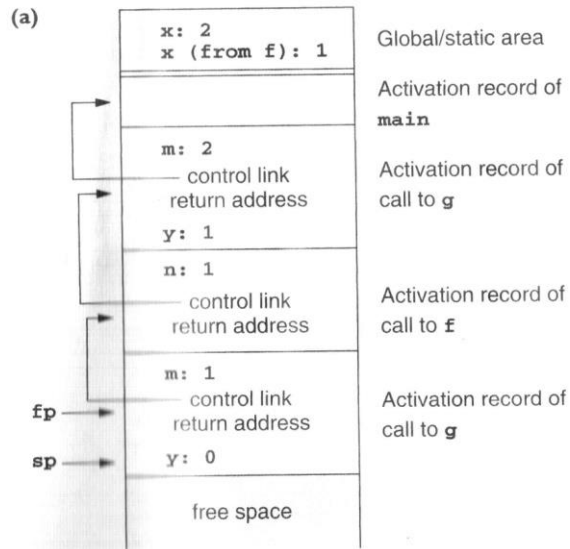 (a)
x: 2
x (from f): 1
Global/static area
Activation record of
main
m: 2
control link
return address
y: 1
Activation record of
call to g
n: 1
control link
return address
Activation record of
call to f
m: 1
control link
return address
y: 0
Activation record of
call to g
fp
sp
free space